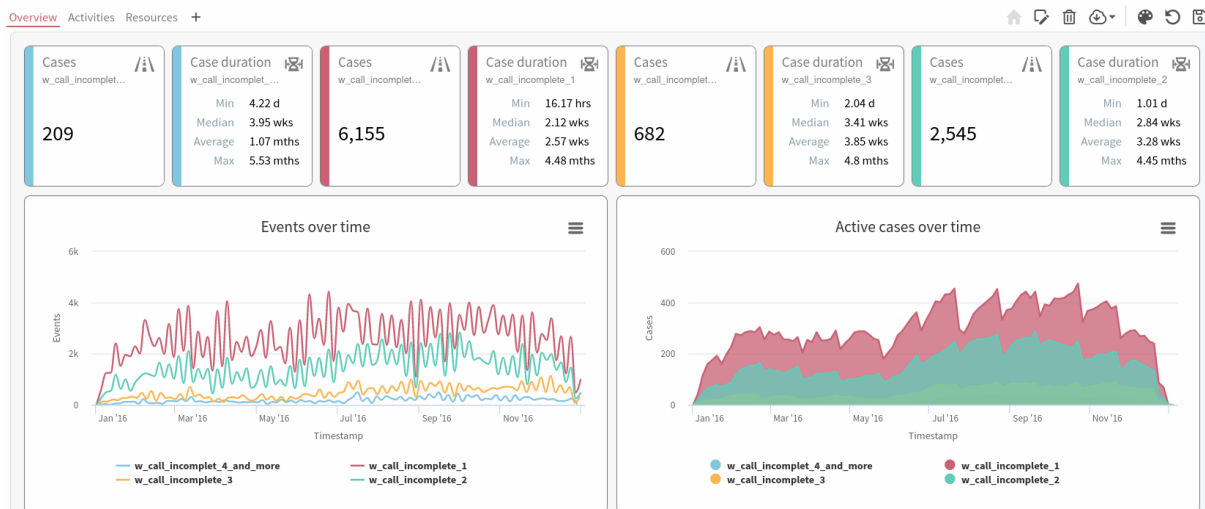 Overview Activities Resources +
Cases
w_call_incomplet...
209
Case duration
w_call_incomplet_...
Min 4.22 d
Median 3.95 wks
Average 1.07 mths
Max 5.53 mths
Cases
w_call_incomplet...
6,155
Case duration
w_call_incomplete_1
Min 16.17 hrs
Median 2.12 wks
Average 2.57 wks
Max 4.48 mths
Cases
w_call_incomplet...
682
Case duration
w_call_incomplete_3
Min 2.04 d
Median 3.41 wks
Average 3.85 wks
Max 4.8 mths
Cases
w_call_incomplet...
2,545
Case duration
w_call_incomplete_2
Min 1.01 d
Median 2.84 wks
Average 3.28 wks
Max 4.45 mths
Events over time
6k
4k
2k
0
Events
Jan '16 Mar '16 May '16 Jul '16 Sep '16 Nov '16
Timestamp
w_call_incomplet_4_and_more w_call_incomplete_1
w_call_incomplete_3 w_call_incomplete_2
Active cases over time
600
400
200
0
Cases
Jan '16 Mar '16 May '16 Jul '16 Sep '16 Nov '16
Timestamp
w_call_incomplet_4_and_more w_call_incomplete_1
w_call_incomplete_3 w_call_incomplete_2